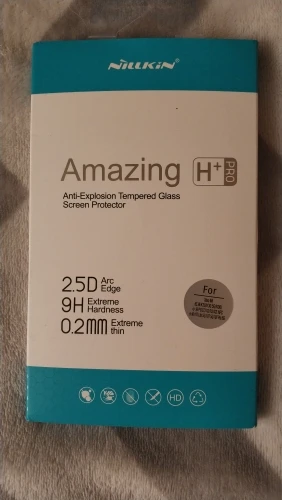 NILLKIN
Amazing H+ PRO
Anti-Explosion Tempered Glass
Screen Protector
2.5D Arc Edge
9H Extreme Hardness
0.2mm Extreme thin
For
HD